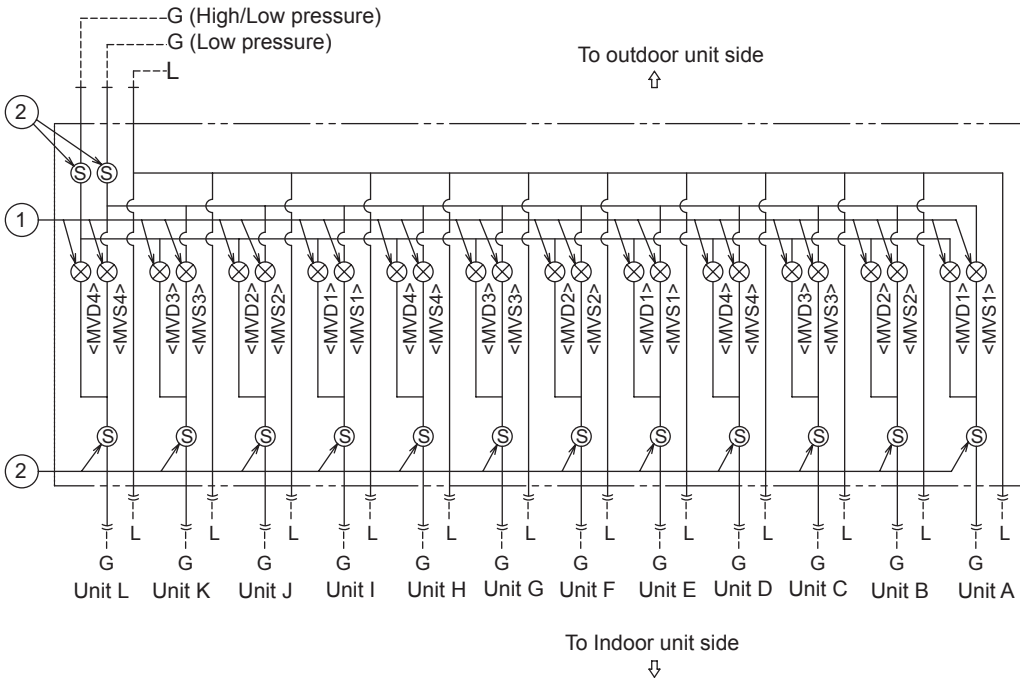 G (High/Low pressure)
G (Low pressure)
L
To outdoor unit side
2
S S
1
<MVD4> <MVS4> <MVD3> <MVS3> <MVD2> <MVS2> <MVD1> <MVS1> <MVD4> <MVS4> <MVD3> <MVS3> <MVD2> <MVS2> <MVD1> <MVS1> <MVD4> <MVS4> <MVD3> <MVS3> <MVD2> <MVS2> <MVD1> <MVS1>
S S S S S S S S S S S S
2
L L L L L L L L L L L L
G G G G G G G G G G G G
Unit L Unit K Unit J Unit I Unit H Unit G Unit F Unit E Unit D Unit C Unit B Unit A
To Indoor unit side